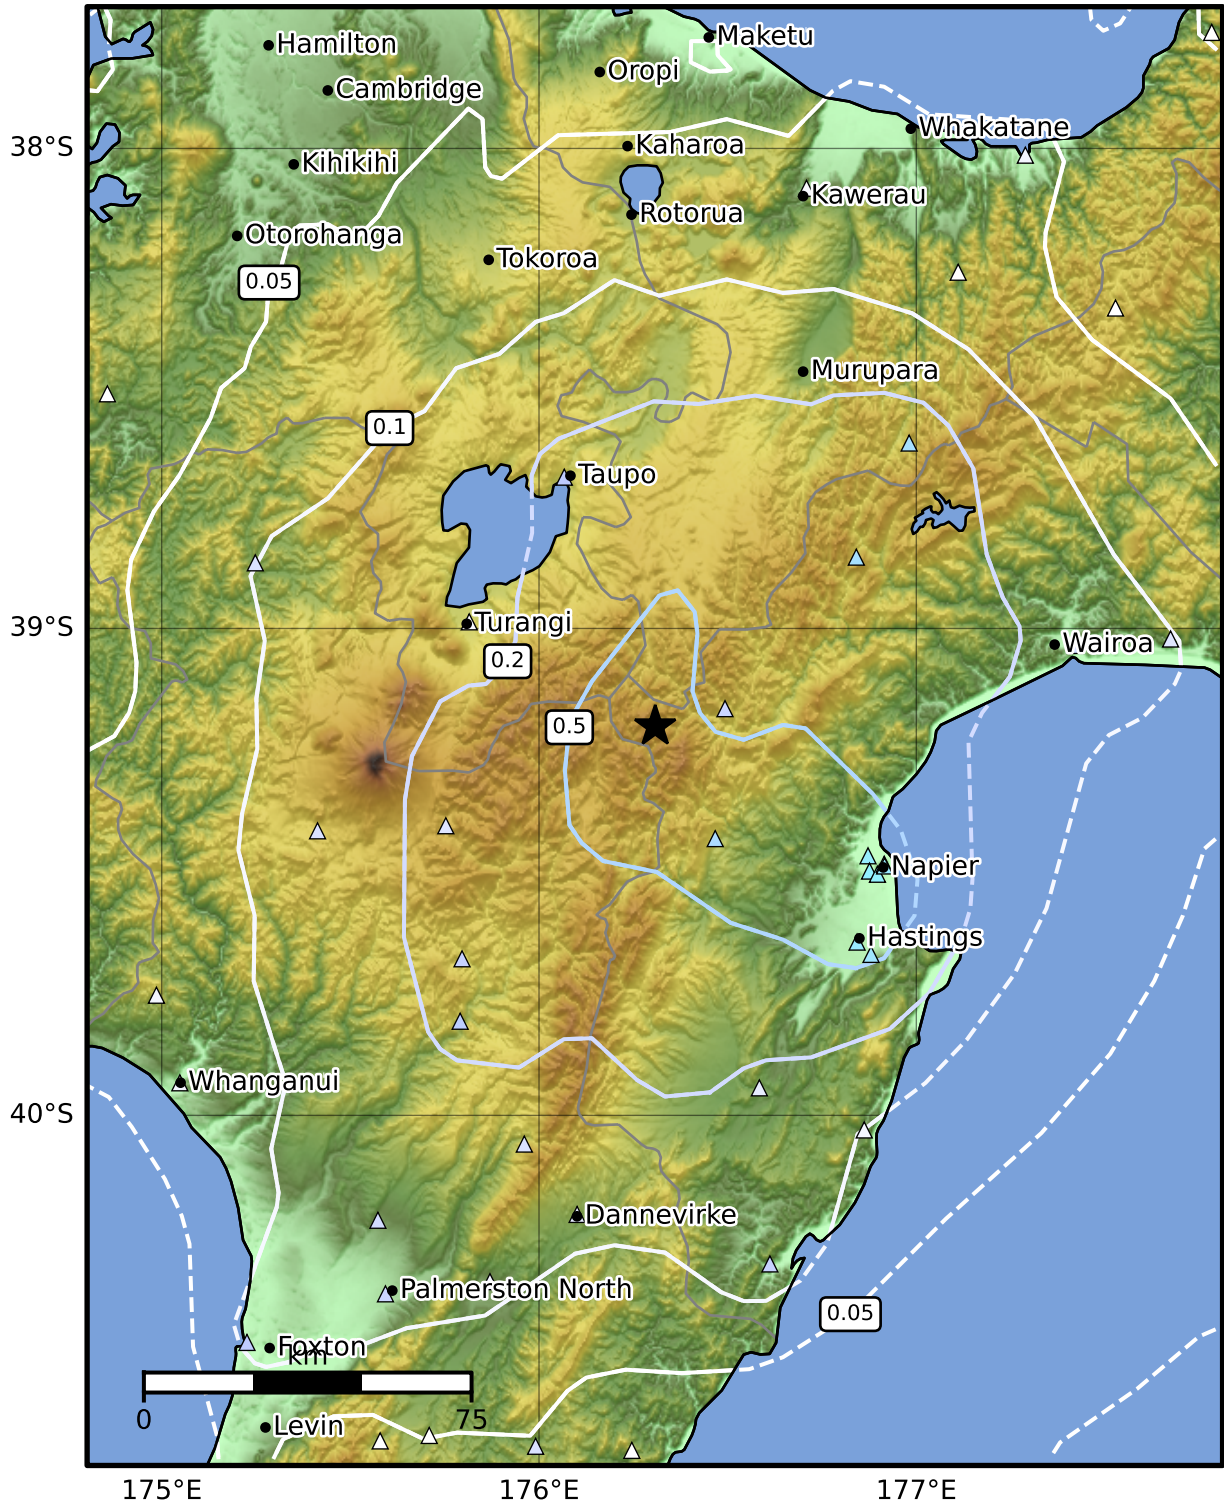 Hamilton
Maketu
Oropi
Cambridge
Whakatane
38°S
Kaharoa
Kihikihi
Kawerau
Rotorua
Otorohanga
Tokoroa
0.05
Murupara
0.1
Taupo
Turangi
39°S
Wairoa
0.2
0.5
Napier
Hastings
Whanganui
40°S
Dannevirke
Palmerston North
0.05
Foxton
km
0 75
Levin
175°E 176°E 177°E